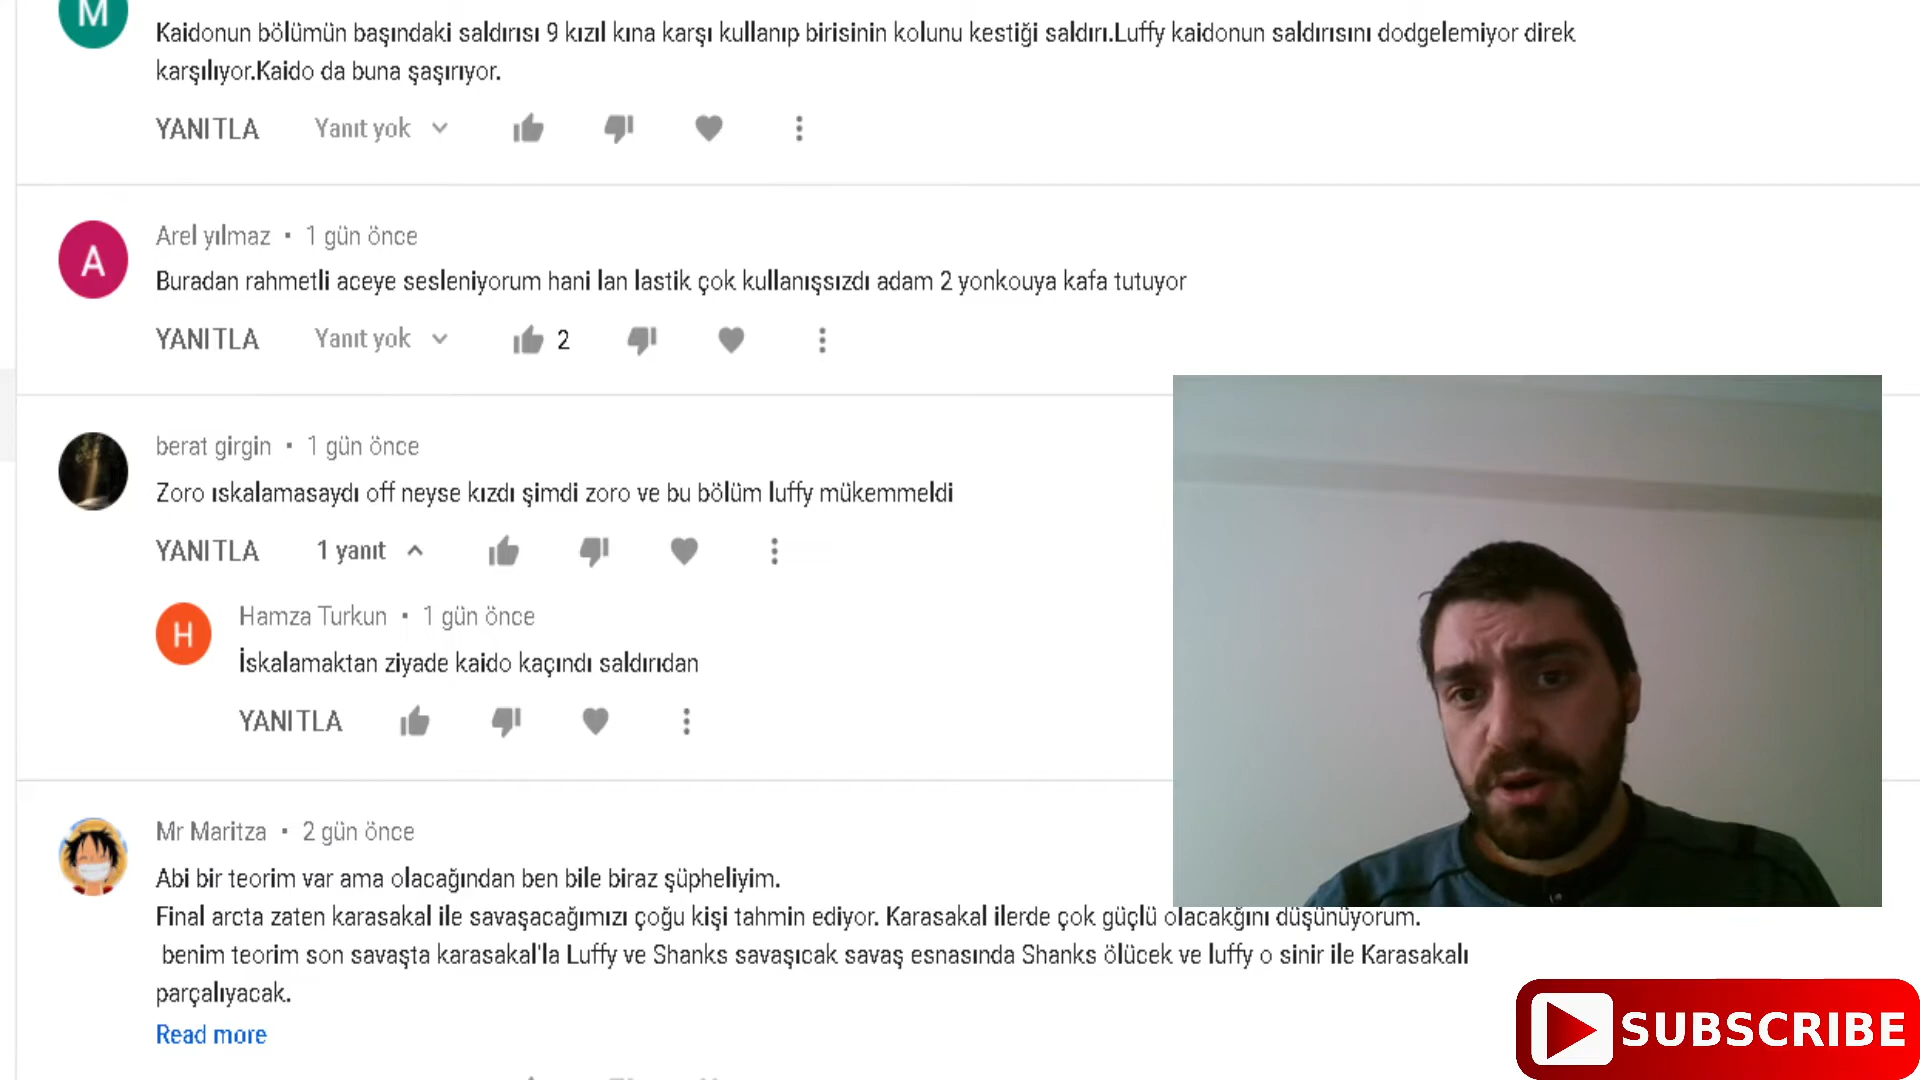 M
Kaidonun bölümün başındaki saldırısı 9 kızıl kına karşı kullanıp birisinin kolunu kestiği saldırı.Luffy kaidonun saldırısını dodgelemiyor direk
karşılıyor.Kaido da buna şaşırıyor.
YANITLA Yanıt yok
A
Arel yılmaz • 1 gün önce
Buradan rahmetli aceye sesleniyorum hani lan lastik çok kullanışsızdı adam 2 yonkouya kafa tutuyor
YANITLA Yanıt yok 2
berat girgin • 1 gün önce
Zoro ıskalamasaydı off neyse kızdı şimdi zoro ve bu bölüm luffy mükemmeldi
YANITLA 1 yanıt
H
Hamza Turkun • 1 gün önce
İskalamaktan ziyade kaido kaçındı saldırıdan
YANITLA
Mr Maritza • 2 gün önce
Abi bir teorim var ama olacağından ben bile biraz şüpheliyim.
Final arcta zaten karasakal ile savaşacağımızı çoğu kişi tahmin ediyor. Karasakal ilerde çok güçlü olacakğını düşünüyorum.
benim teorim son savaşta karasakal'la Luffy ve Shanks savaşıcak savaş esnasında Shanks ölücek ve luffy o sinir ile Karasakalı
parçalıyacak.
Read more
SUBSCRIBE